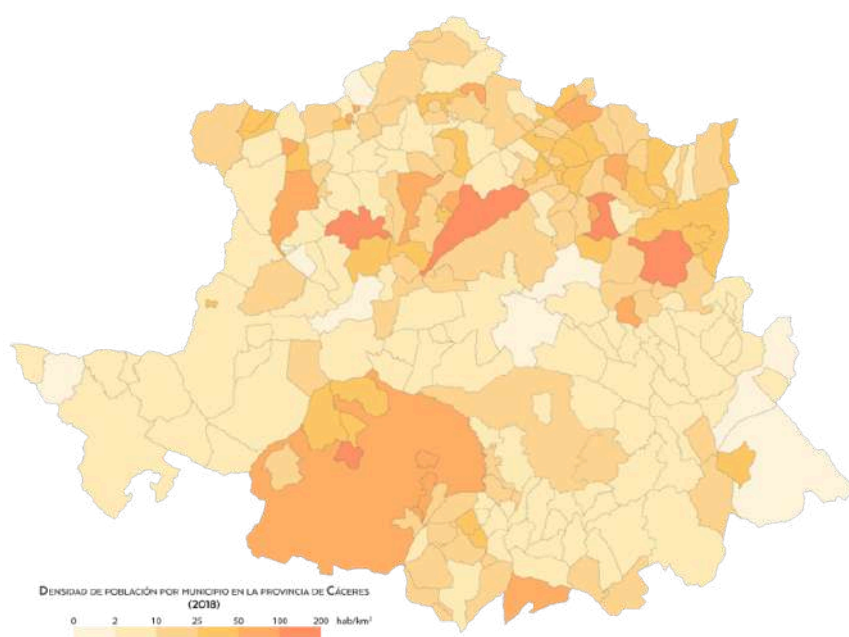 DENSIDAD DE POBLACIÓN POR MUNICIPIO EN LA PROVINCIA DE CÁCERES
(2018)
0 2 10 25 50 100 200 hab/km²